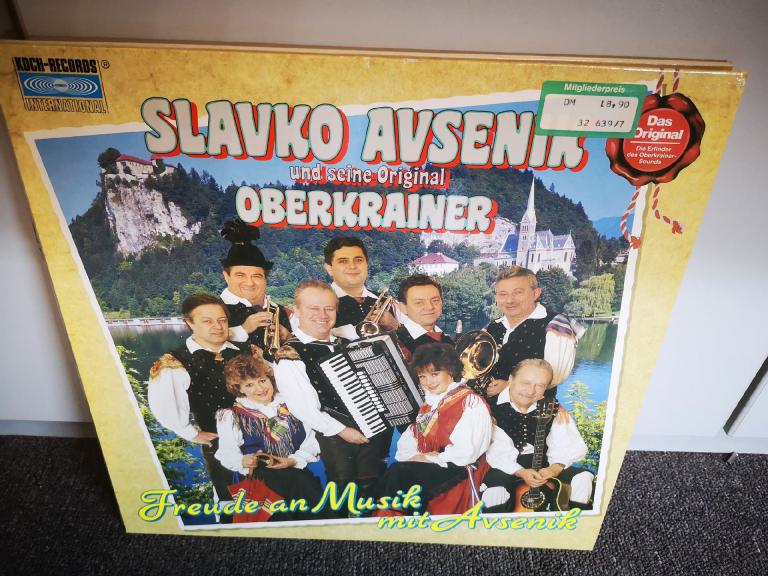 KOCH-RECORDS®
INTERNATIONAL
Mitgliederpreis
DM 18,90
32 639/7
SLAVKO AVSENIK
und seine Original
OBERKRAINER
Das
Original
Die Erfinder
des Oberkrainer-
Sounds
Freude an Musik
mit Avsenik